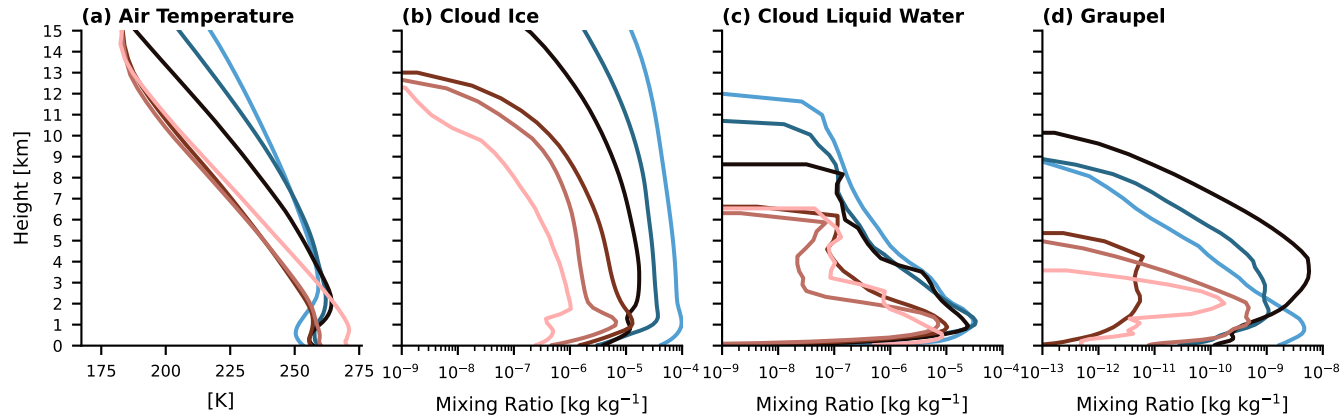 (a) Air Temperature
(b) Cloud Ice
(c) Cloud Liquid Water
(d) Graupel
Height [km]
15
14
13
12
11
10
9
8
7
6
5
4
3
2
1
0
175 200 225 250 275
10⁻⁹ 10⁻⁸ 10⁻⁷ 10⁻⁶ 10⁻⁵ 10⁻⁴
10⁻⁹ 10⁻⁸ 10⁻⁷ 10⁻⁶ 10⁻⁵ 10⁻⁴
10⁻¹³ 10⁻¹² 10⁻¹¹ 10⁻¹⁰ 10⁻⁹ 10⁻⁸
[K]
Mixing Ratio [kg kg⁻¹]
Mixing Ratio [kg kg⁻¹]
Mixing Ratio [kg kg⁻¹]